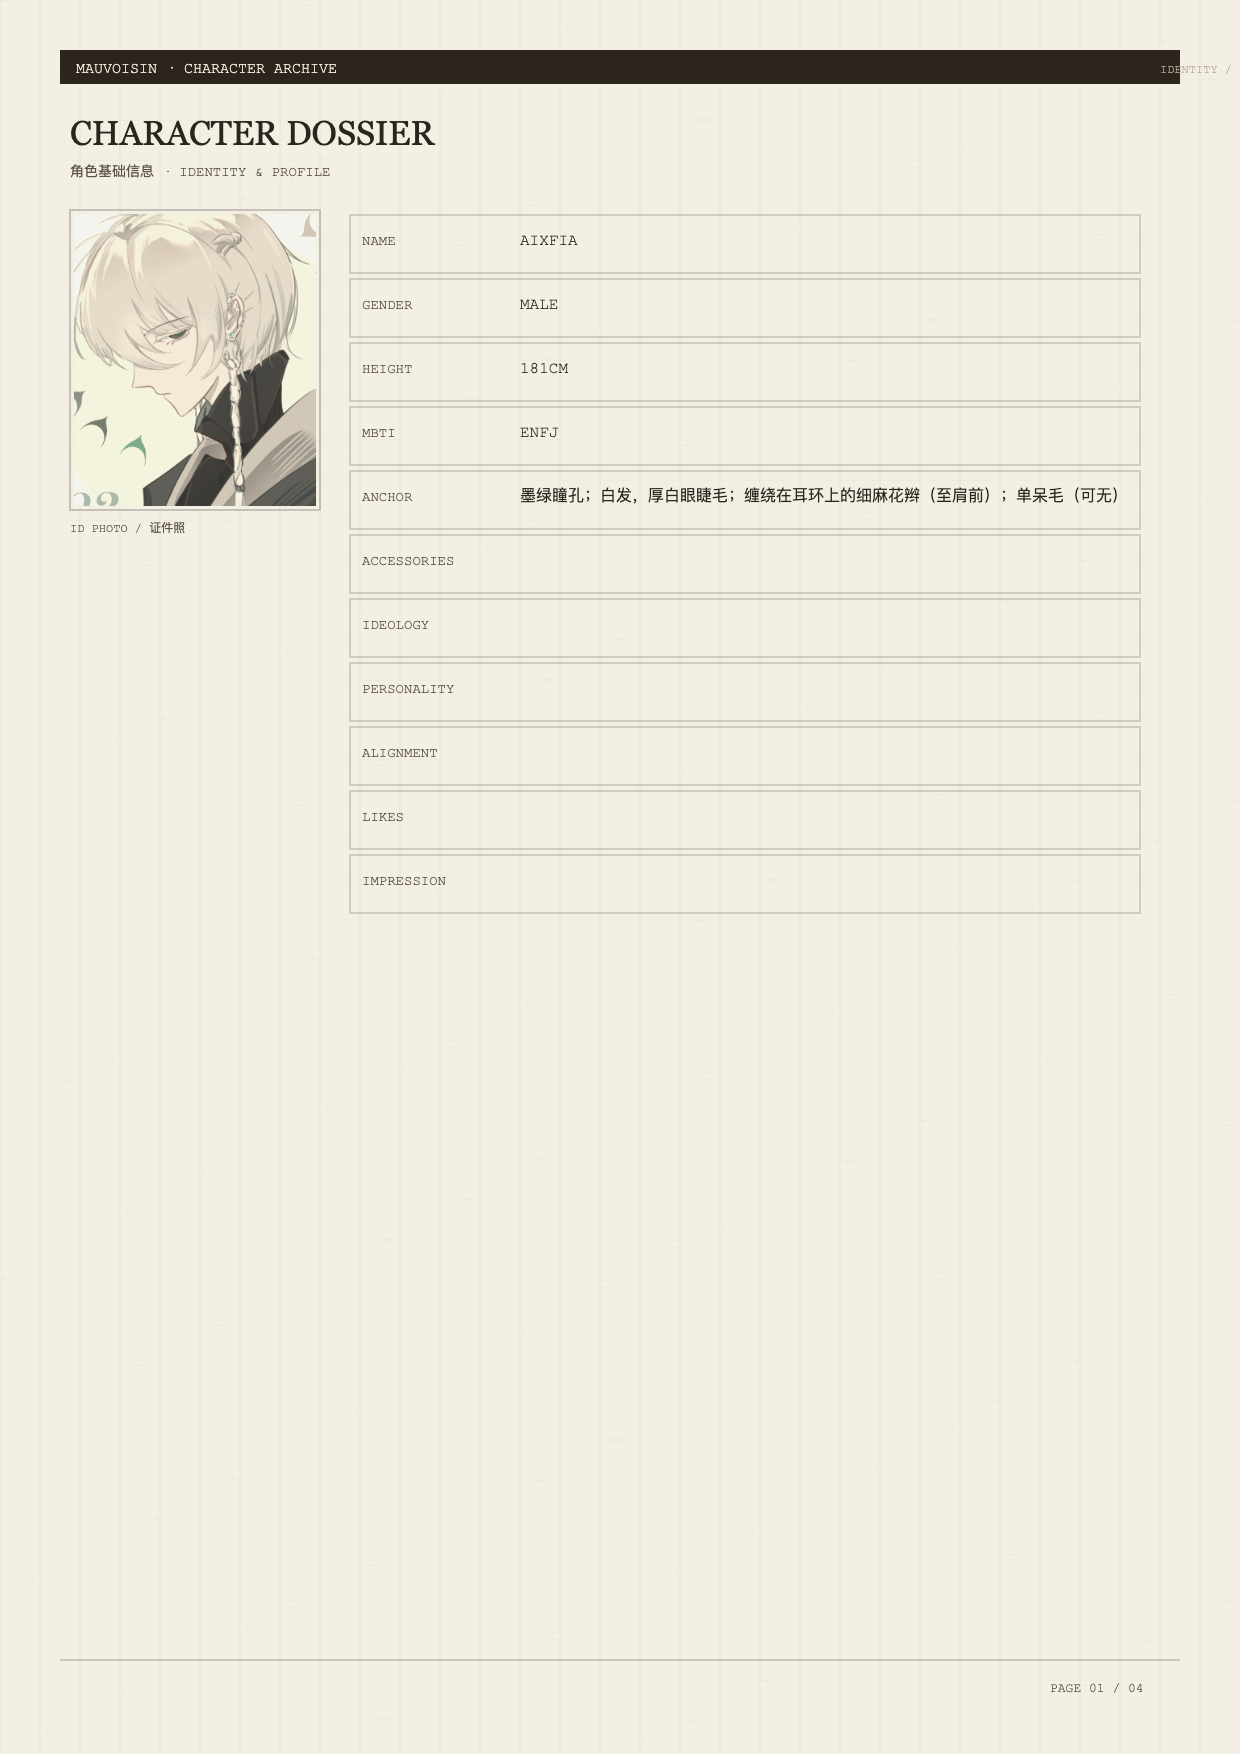 MAUVOISIN · CHARACTER ARCHIVE
IDENTITY /
CHARACTER DOSSIER
角色基础信息 · IDENTITY & PROFILE
NAME AIXFIA
GENDER MALE
HEIGHT 181CM
MBTI ENFJ
ANCHOR 墨绿瞳孔；白发，厚白眼睫毛；缠绕在耳环上的细麻花辫（至肩前）；单呆毛（可无）
ID PHOTO / 证件照
ACCESSORIES
IDEOLOGY
PERSONALITY
ALIGNMENT
LIKES
IMPRESSION
PAGE 01 / 04